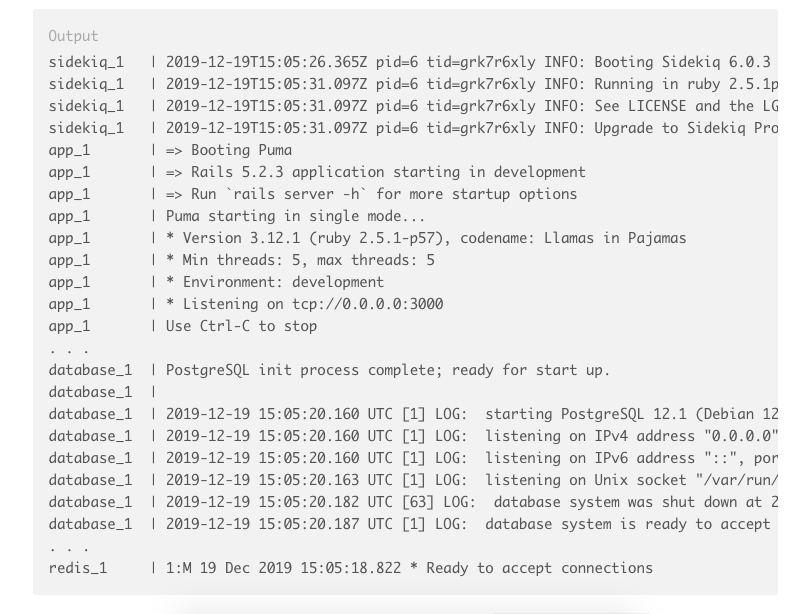 Output
sidekiq_1   | 2019-12-19T15:05:26.365Z pid=6 tid=grk7r6xly INFO: Booting Sidekiq 6.0.3
sidekiq_1   | 2019-12-19T15:05:31.097Z pid=6 tid=grk7r6xly INFO: Running in ruby 2.5.1p
sidekiq_1   | 2019-12-19T15:05:31.097Z pid=6 tid=grk7r6xly INFO: See LICENSE and the LG
sidekiq_1   | 2019-12-19T15:05:31.097Z pid=6 tid=grk7r6xly INFO: Upgrade to Sidekiq Pro
app_1       | => Booting Puma
app_1       | => Rails 5.2.3 application starting in development
app_1       | => Run `rails server -h` for more startup options
app_1       | Puma starting in single mode...
app_1       | * Version 3.12.1 (ruby 2.5.1-p57), codename: Llamas in Pajamas
app_1       | * Min threads: 5, max threads: 5
app_1       | * Environment: development
app_1       | * Listening on tcp://0.0.0.0:3000
app_1       | Use Ctrl-C to stop
. . .
database_1  | PostgreSQL init process complete; ready for start up.
database_1  |
database_1  | 2019-12-19 15:05:20.160 UTC [1] LOG:  starting PostgreSQL 12.1 (Debian 12
database_1  | 2019-12-19 15:05:20.160 UTC [1] LOG:  listening on IPv4 address "0.0.0.0"
database_1  | 2019-12-19 15:05:20.160 UTC [1] LOG:  listening on IPv6 address "::", por
database_1  | 2019-12-19 15:05:20.163 UTC [1] LOG:  listening on Unix socket "/var/run/
database_1  | 2019-12-19 15:05:20.182 UTC [63] LOG:  database system was shut down at 2
database_1  | 2019-12-19 15:05:20.187 UTC [1] LOG:  database system is ready to accept
. . .
redis_1     | 1:M 19 Dec 2019 15:05:18.822 * Ready to accept connections